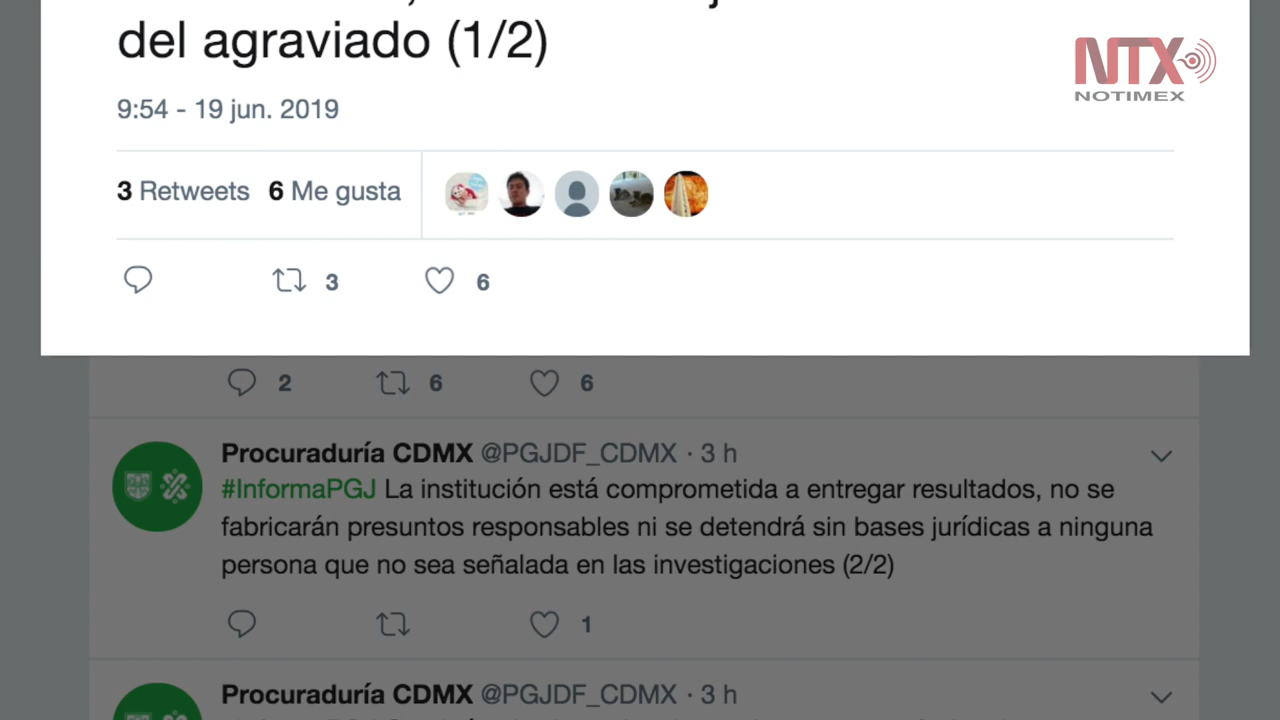 del agraviado (1/2)
NTX
NOTIMEX
9:54 - 19 jun. 2019
3 Retweets 6 Me gusta
3 6
2 6 6
Procuraduría CDMX @PGJDF_CDMX · 3 h
#InformaPGJ La institución está comprometida a entregar resultados, no se
fabricarán presuntos responsables ni se detendrá sin bases jurídicas a ninguna
persona que no sea señalada en las investigaciones (2/2)
1
Procuraduría CDMX @PGJDF_CDMX · 3 h